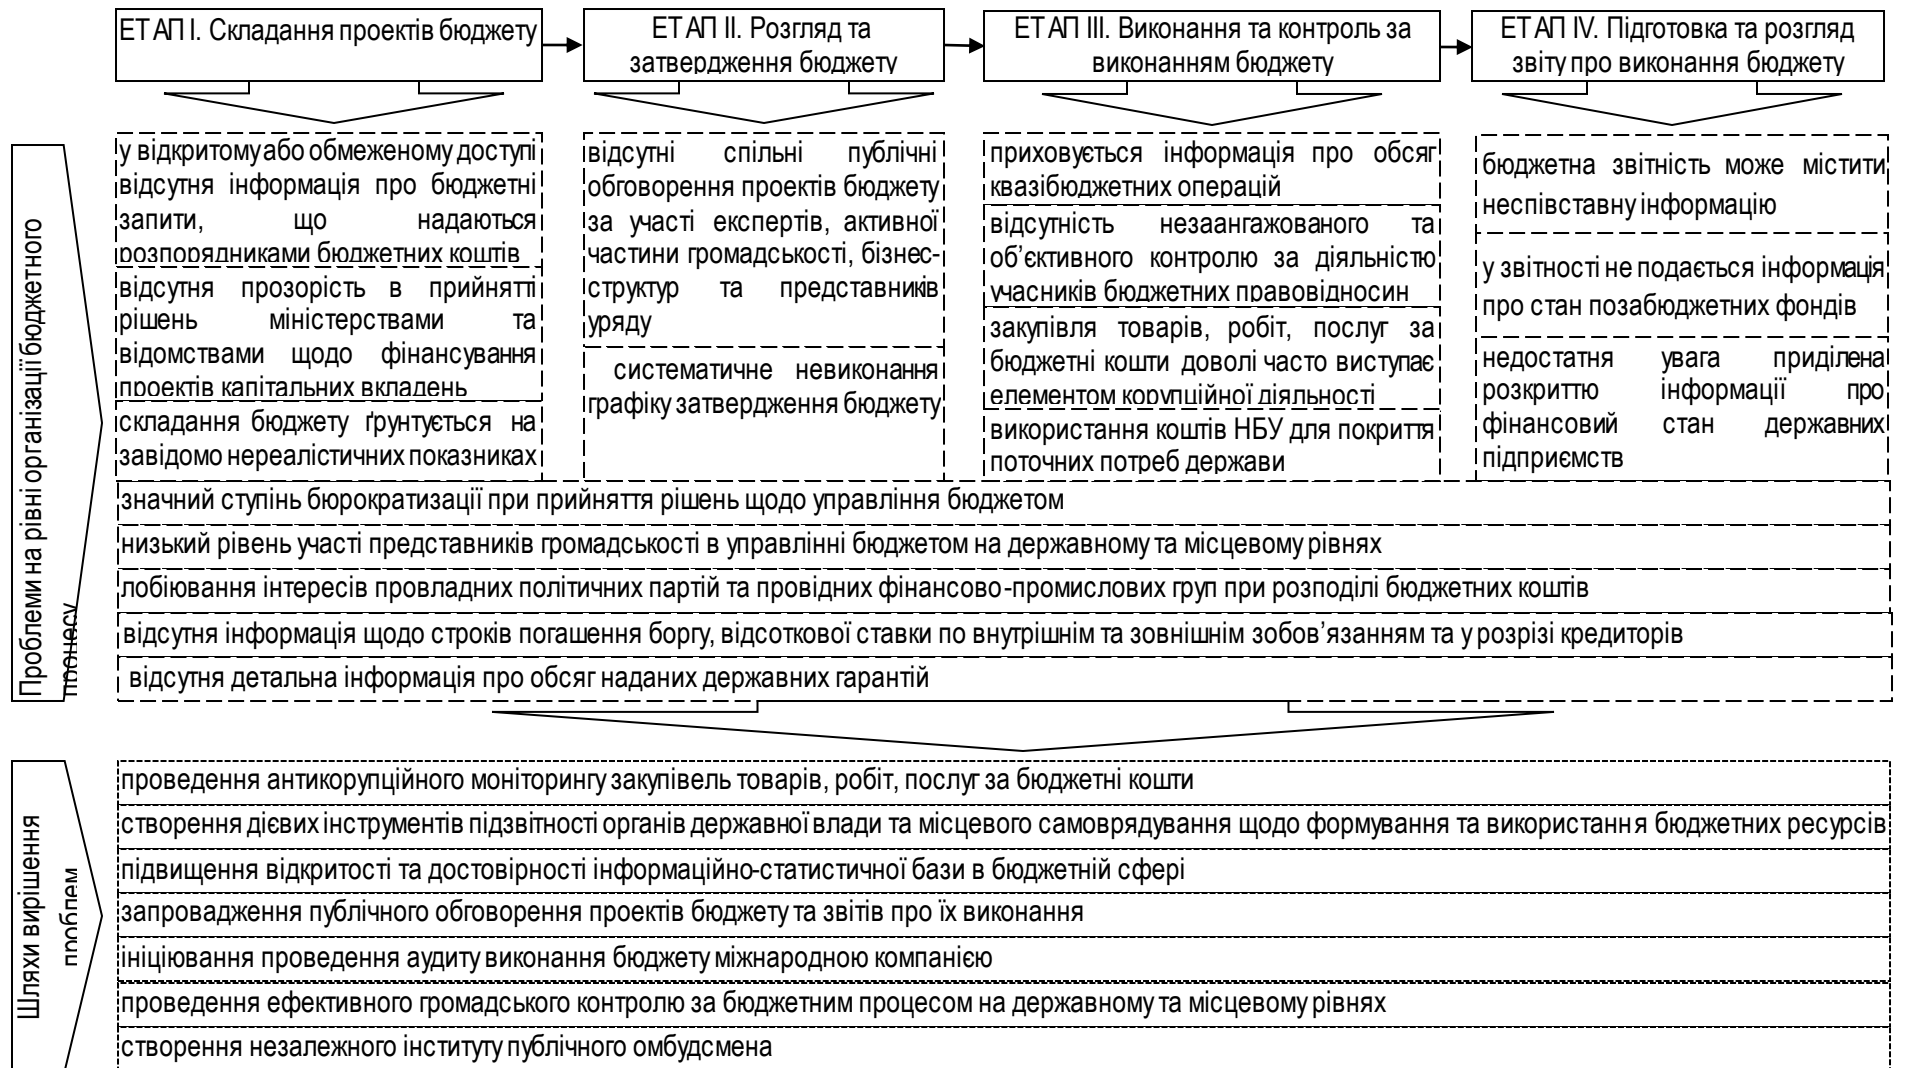 ЕТАП І. Складання проектів бюджету
ЕТАП ІІ. Розгляд та
затвердження бюджету
ЕТАП ІІІ. Виконання та контроль за
виконанням бюджету
ЕТАП IV. Підготовка та розгляд
звіту про виконання бюджету
Проблеми на рівні організації бюджетного
процесу
у відкритому або обмеженому доступі
відсутня інформація про бюджетні
запити, що надаються
розпорядниками бюджетних коштів
відсутня прозорість в прийнятті
рішень міністерствами та
відомствами щодо фінансування
проектів капітальних вкладень
складання бюджету ґрунтується на
завідомо нереалістичних показниках
відсутні спільні публічні
обговорення проектів бюджету
за участі експертів, активної
частини громадськості, бізнес-
структур та представників
уряду
систематичне невиконання
графіку затвердження бюджету
приховується інформація про обсяг
квазібюджетних операцій
відсутність незаангажованого та
об’єктивного контролю за діяльністю
учасників бюджетних правовідносин
закупівля товарів, робіт, послуг за
бюджетні кошти доволі часто виступає
елементом корупційної діяльності
використання коштів НБУ для покриття
поточних потреб держави
бюджетна звітність може містити
неспівставну інформацію
у звітності не подається інформація
про стан позабюджетних фондів
недостатня увага приділена
розкриттю інформації про
фінансовий стан державних
підприємств
значний ступінь бюрократизації при прийняття рішень щодо управління бюджетом
низький рівень участі представників громадськості в управлінні бюджетом на державному та місцевому рівнях
лобіювання інтересів провладних політичних партій та провідних фінансово-промислових груп при розподілі бюджетних коштів
відсутня інформація щодо строків погашення боргу, відсоткової ставки по внутрішнім та зовнішнім зобов’язанням та у розрізі кредиторів
відсутня детальна інформація про обсяг наданих державних гарантій
Шляхи вирішення
проблем
проведення антикорупційного моніторингу закупівель товарів, робіт, послуг за бюджетні кошти
створення дієвих інструментів підзвітності органів державної влади та місцевого самоврядування щодо формування та використання бюджетних ресурсів
підвищення відкритості та достовірності інформаційно-статистичної бази в бюджетній сфері
запровадження публічного обговорення проектів бюджету та звітів про їх виконання
ініціювання проведення аудиту виконання бюджету міжнародною компанією
проведення ефективного громадського контролю за бюджетним процесом на державному та місцевому рівнях
створення незалежного інституту публічного омбудсмена